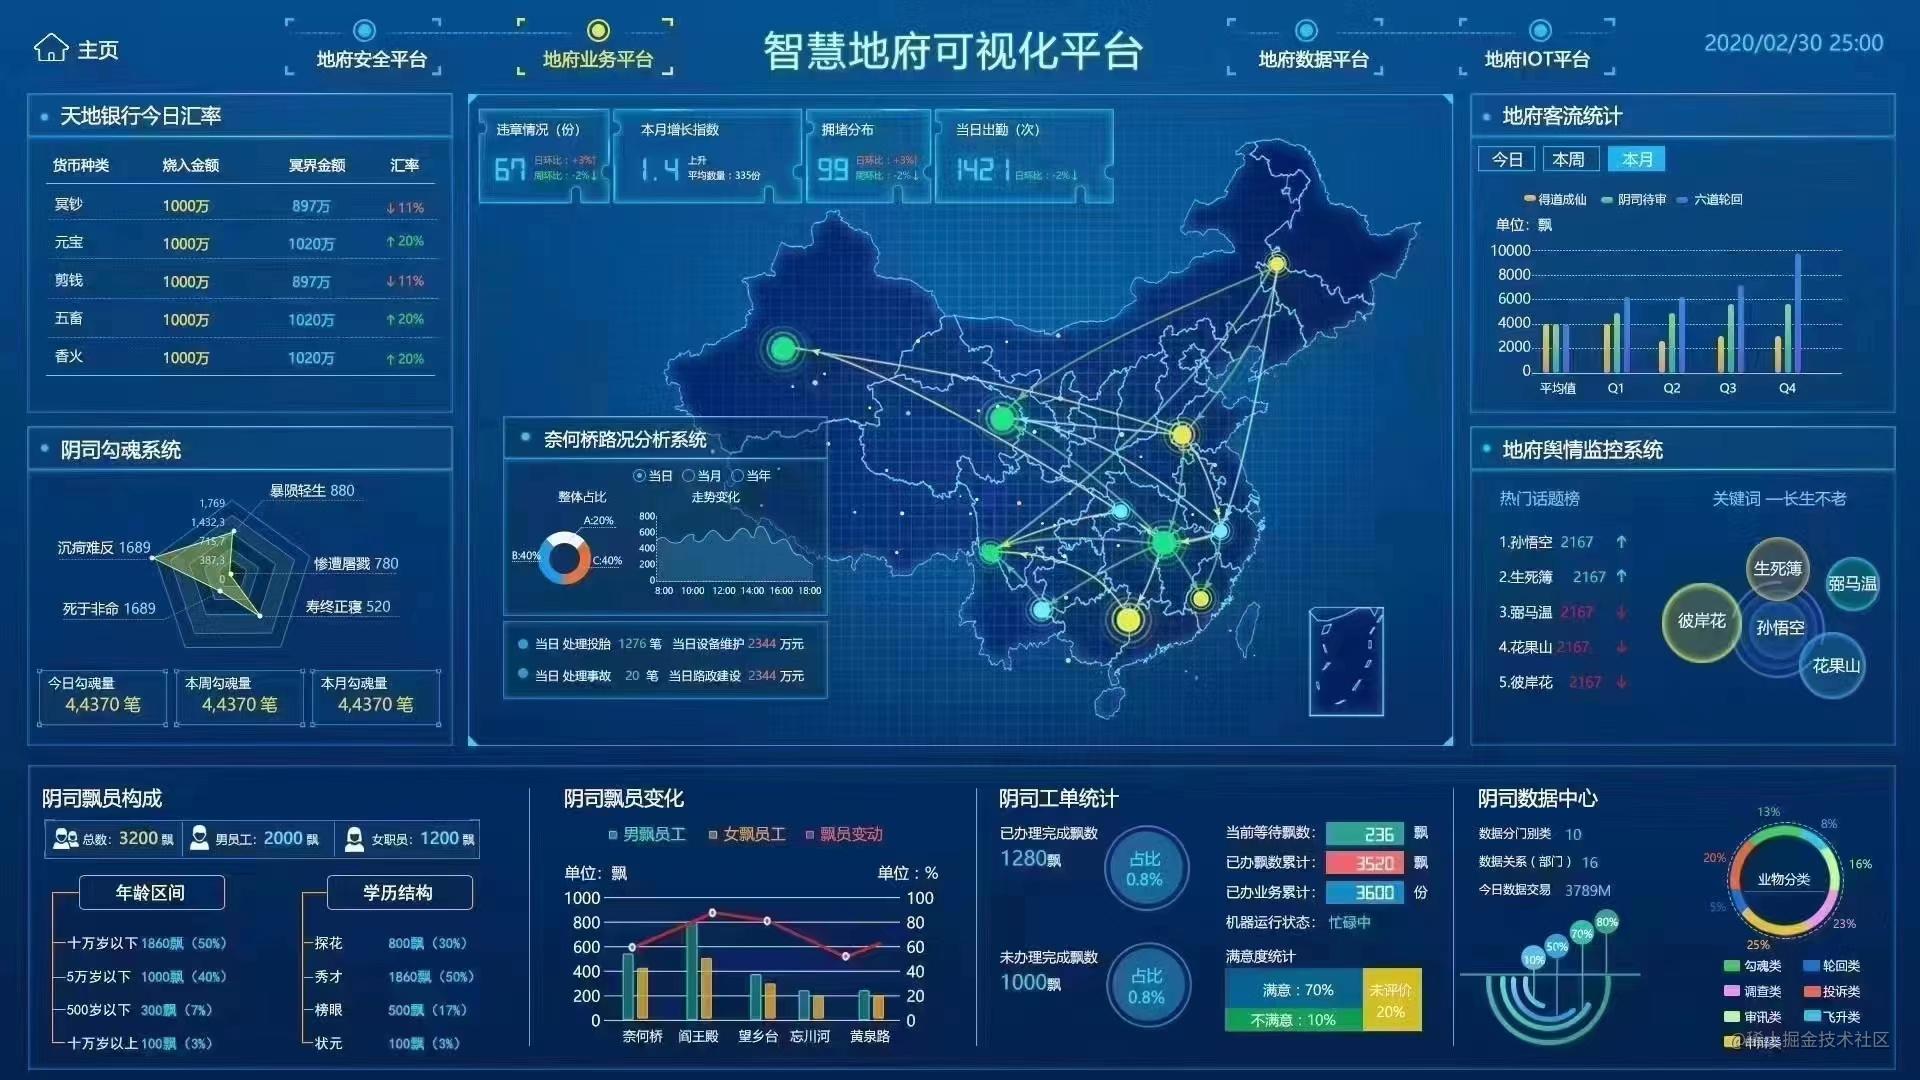 主页
地府安全平台
地府业务平台
智慧地府可视化平台
地府数据平台
地府IOT平台
2020/02/30 25:00
天地银行今日汇率
货币种类 烧入金额 冥界金额 汇率
冥钞 1000万 897万 ↓11%
元宝 1000万 1020万 ↑20%
剪钱 1000万 897万 ↓11%
五畜 1000万 1020万 ↑20%
香火 1000万 1020万 ↑20%
阴司勾魂系统
暴陨轻生 880
1,769
1,432,3
715,7
387,3
0
沉疴难反 1689
惨遭屠戮 780
死于非命 1689
寿终正寝 520
今日勾魂量
4,4370 笔
本周勾魂量
4,4370 笔
本月勾魂量
4,4370 笔
违章情况（份）
67 日环比：+3%↑
周环比：-2%↓
本月增长指数
1.4 上升
平均数量：335份
拥堵分布
99 日环比：+3%↑
周环比：-2%↓
当日出勤（次）
1421 日环比：-2%↓
奈何桥路况分析系统
当日 当月 当年
整体占比
A:20%
B:40%
C:40%
走势变化
800
600
400
200
0
8:00 10:00 12:00 14:00 16:00 18:00
当日 处理投胎 1276 笔 当日设备维护 2344 万元
当日 处理事故 20 笔 当日路政建设 2344 万元
地府客流统计
今日 本周 本月
得道成仙 阴司待审 六道轮回
单位：飘
10000
8000
6000
4000
2000
0
平均值 Q1 Q2 Q3 Q4
地府舆情监控系统
热门话题榜
1.孙悟空 2167 ↑
2.生死簿 2167 ↑
3.弼马温 2167 ↓
4.花果山 2167 ↓
5.彼岸花 2167 ↓
关键词 一长生不老
生死簿
弼马温
彼岸花
孙悟空
花果山
阴司飘员构成
总数：3200 飘 男员工：2000 飘 女职员：1200 飘
年龄区间
十万岁以下 1860飘（50%）
5万岁以下 1000飘（40%）
500岁以下 300飘（7%）
十万岁以上 100飘（3%）
学历结构
探花 800飘（30%）
秀才 1860飘（50%）
榜眼 500飘（17%）
状元 100飘（3%）
阴司飘员变化
男飘员工 女飘员工 飘员变动
单位：飘 单位：%
1000 100
800 80
600 60
400 40
200 20
0 0
奈何桥 阎王殿 望乡台 忘川河 黄泉路
阴司工单统计
已办理完成飘数
1280飘
占比
0.8%
未办理完成飘数
1000飘
占比
0.8%
当前等待飘数：236 飘
已办飘数累计：3520 飘
已办业务累计：3600 份
机器运行状态：忙碌中
满意度统计
满意：70%
不满意：10%
未评价
20%
阴司数据中心
数据分门别类 10
数据关系（部门） 16
今日数据交易 3789M
10%
50%
70%
80%
业物分类
13%
8%
16%
23%
25%
5%
20%
勾魂类 轮回类
调查类 投诉类
审讯类 飞升类
@稀土掘金技术社区